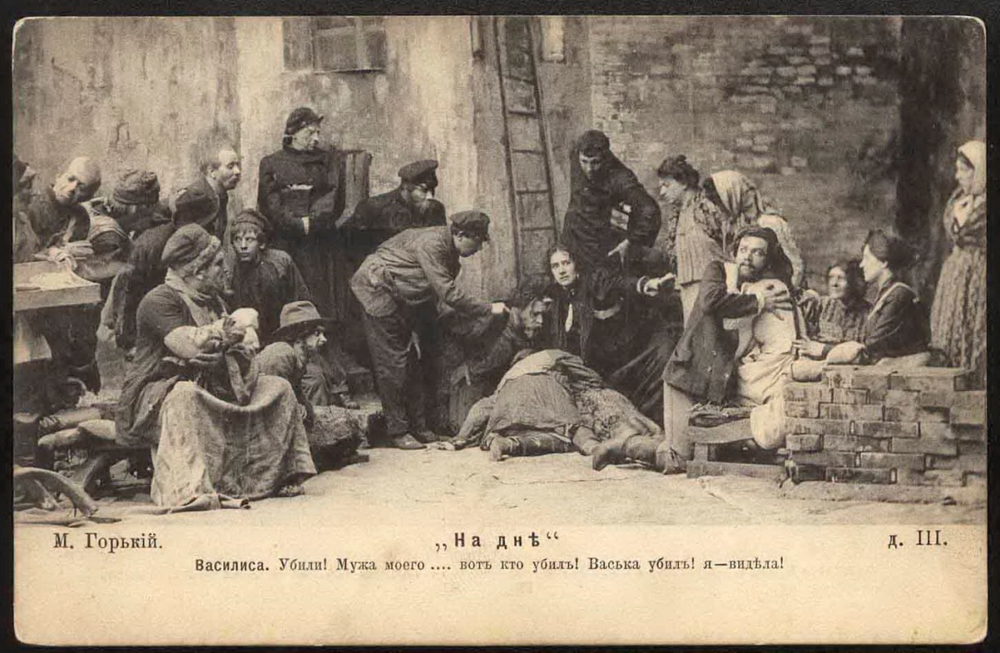 М. Горькій. „На днѣ“ д. III.
Василиса. Убили! Мужа моего .... вотъ кто убилъ! Васька убилъ! я—видѣла!